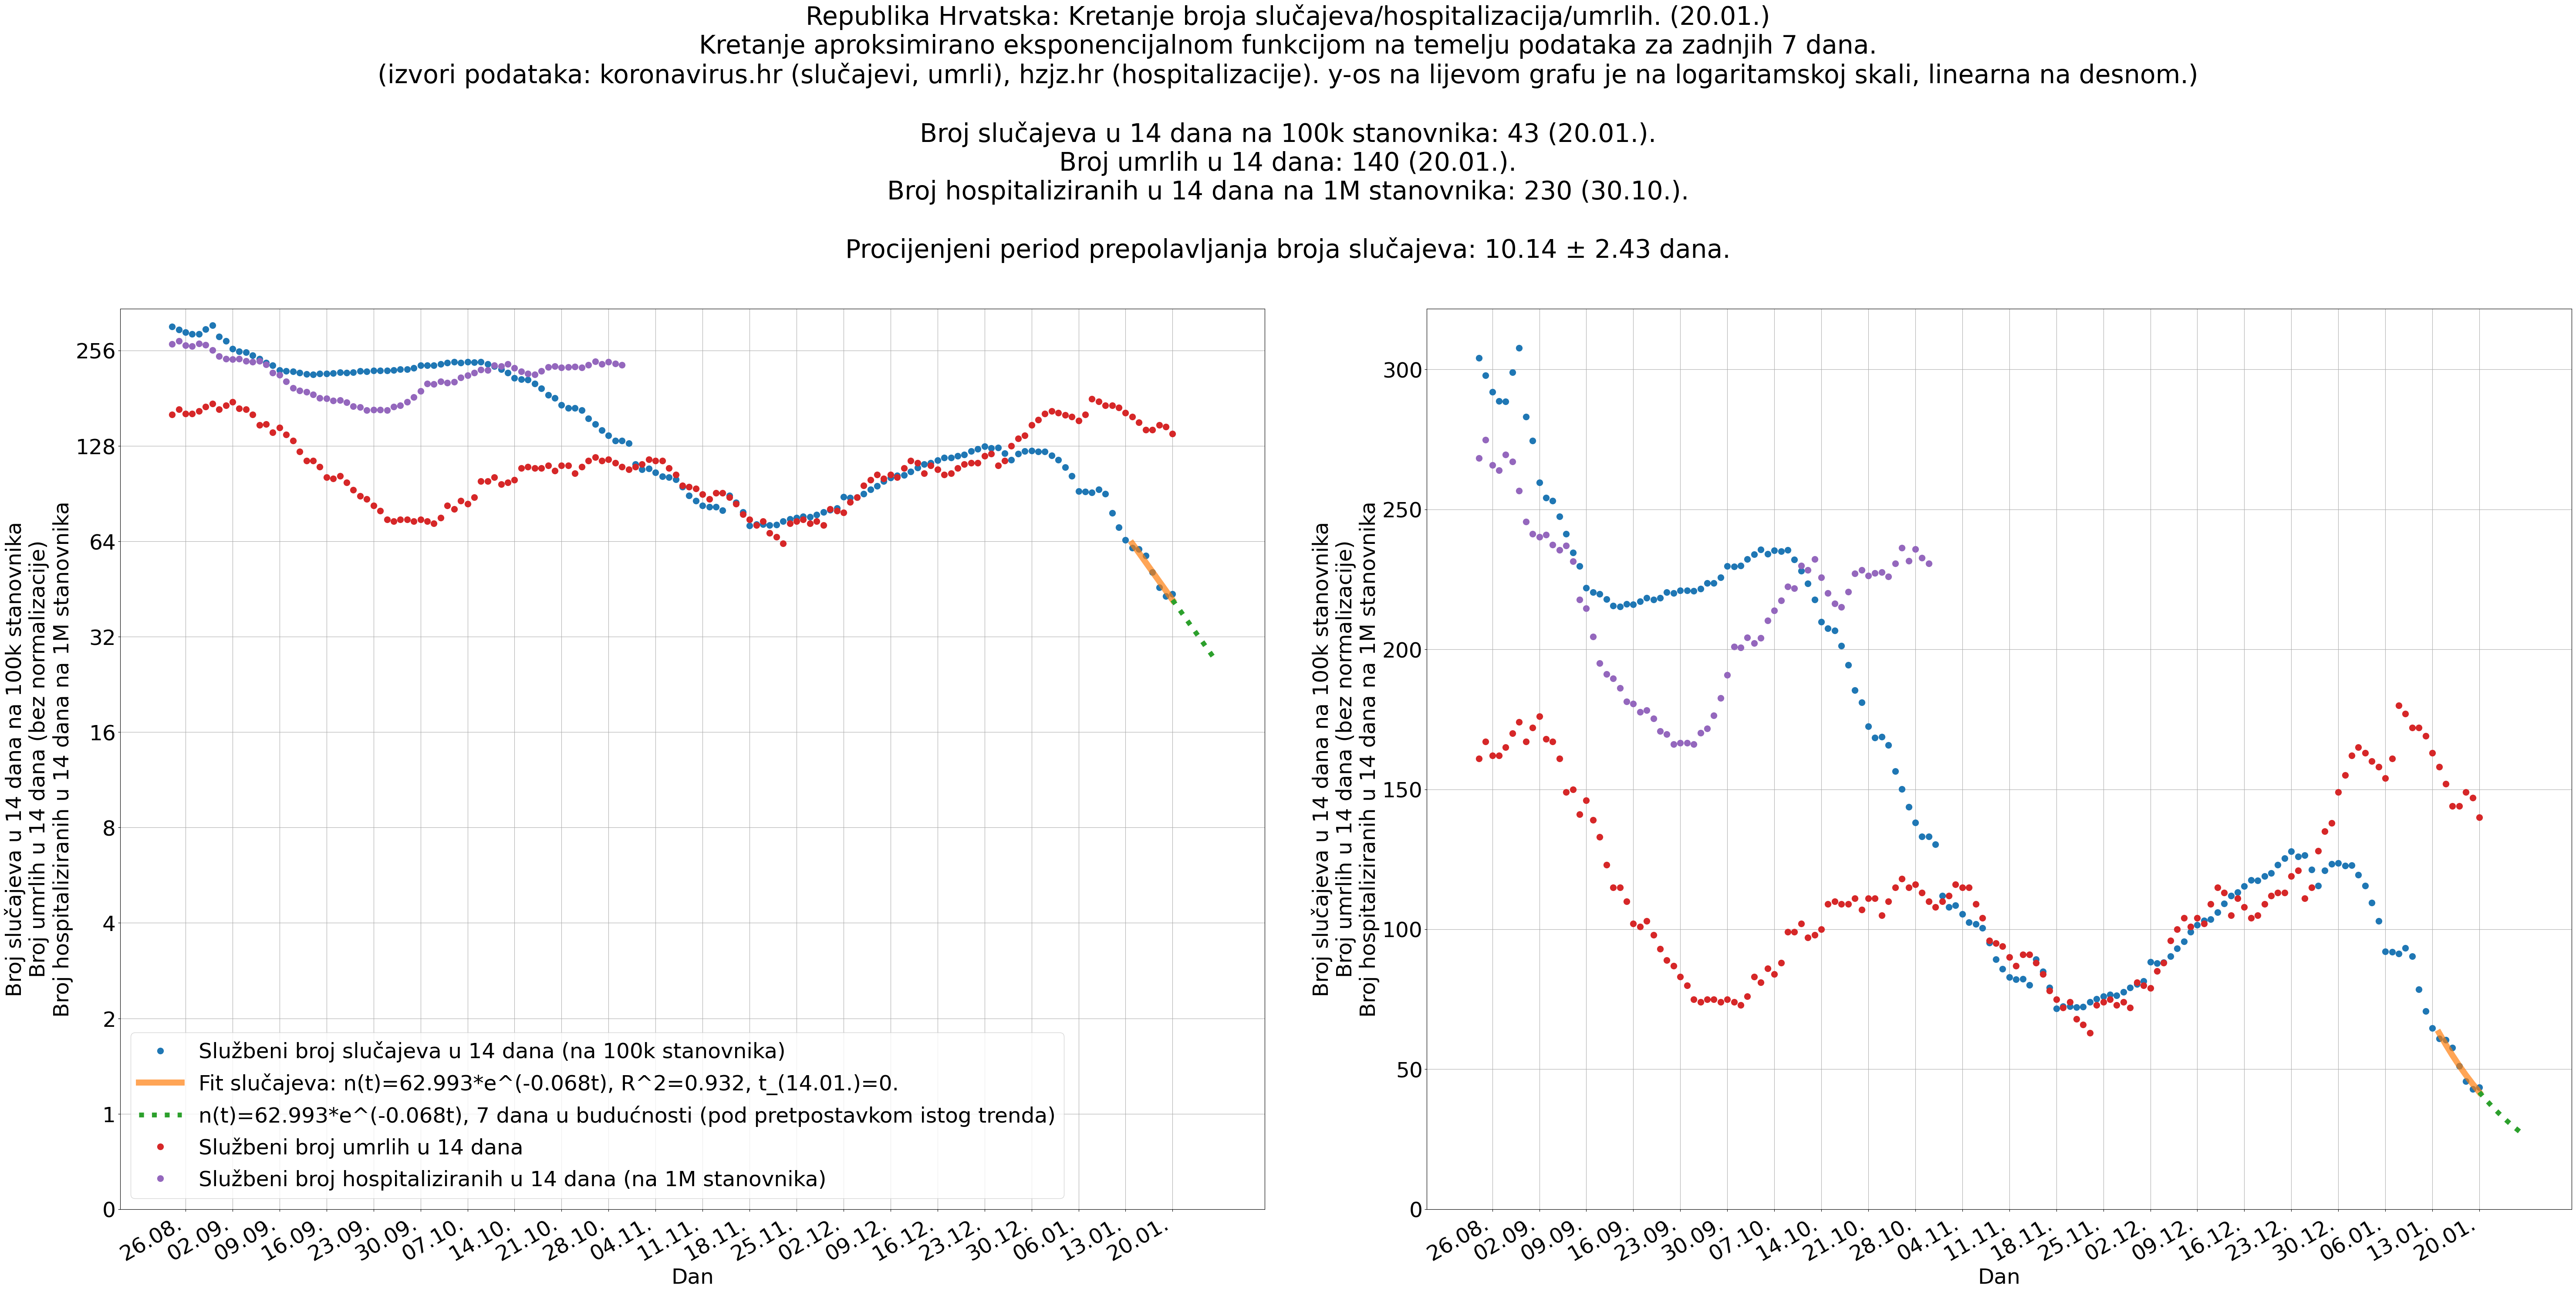 Republika Hrvatska: Kretanje broja slučajeva/hospitalizacija/umrlih. (20.01.)
Kretanje aproksimirano eksponencijalnom funkcijom na temelju podataka za zadnjih 7 dana.
(izvori podataka: koronavirus.hr (slučajevi, umrli), hzjz.hr (hospitalizacije). y-os na lijevom grafu je na logaritamskoj skali, linearna na desnom.)
Broj slučajeva u 14 dana na 100k stanovnika: 43 (20.01.).
Broj umrlih u 14 dana: 140 (20.01.).
Broj hospitaliziranih u 14 dana na 1M stanovnika: 230 (30.10.).
Procijenjeni period prepolavljanja broja slučajeva: 10.14 ± 2.43 dana.
Broj slučajeva u 14 dana na 100k stanovnika
Broj umrlih u 14 dana (bez normalizacije)
Broj hospitaliziranih u 14 dana na 1M stanovnika
256
128
64
32
16
8
4
2
1
0
Službeni broj slučajeva u 14 dana (na 100k stanovnika)
Fit slučajeva: n(t)=62.993*e^(-0.068t), R^2=0.932, t_(14.01.)=0.
n(t)=62.993*e^(-0.068t), 7 dana u budućnosti (pod pretpostavkom istog trenda)
Službeni broj umrlih u 14 dana
Službeni broj hospitaliziranih u 14 dana (na 1M stanovnika)
26.08. 02.09. 09.09. 16.09. 23.09. 30.09. 07.10. 14.10. 21.10. 28.10. 04.11. 11.11. 18.11. 25.11. 02.12. 09.12. 16.12. 23.12. 30.12. 06.01. 13.01. 20.01.
Dan
Broj slučajeva u 14 dana na 100k stanovnika
Broj umrlih u 14 dana (bez normalizacije)
Broj hospitaliziranih u 14 dana na 1M stanovnika
300
250
200
150
100
50
0
26.08. 02.09. 09.09. 16.09. 23.09. 30.09. 07.10. 14.10. 21.10. 28.10. 04.11. 11.11. 18.11. 25.11. 02.12. 09.12. 16.12. 23.12. 30.12. 06.01. 13.01. 20.01.
Dan